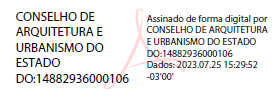 CONSELHO DE
ARQUITETURA E
URBANISMO DO
ESTADO
DO:14882936000106
Assinado de forma digital por
CONSELHO DE ARQUITETURA
E URBANISMO DO ESTADO
DO:14882936000106
Dados: 2023.07.25 15:29:52
-03'00'